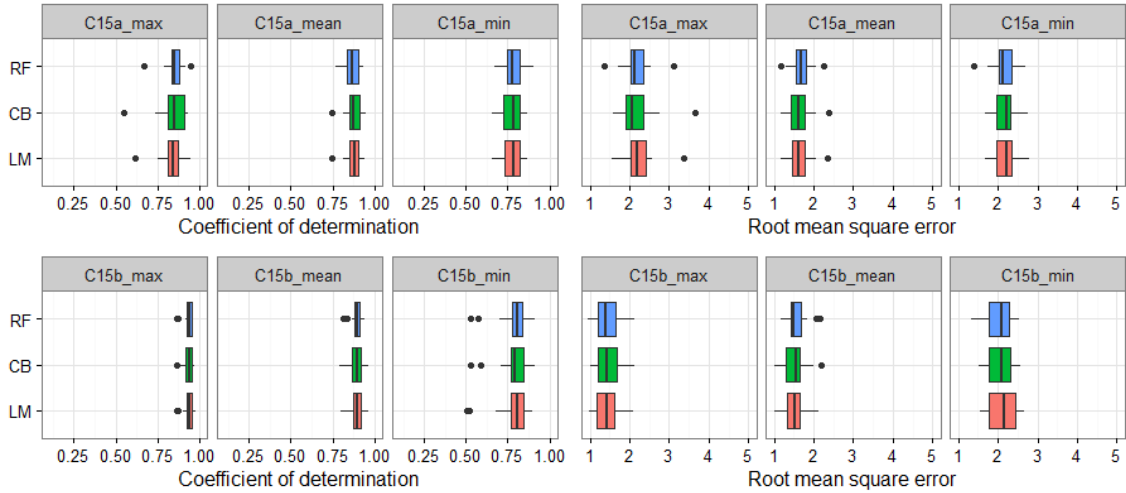 C15a_max C15a_mean C15a_min C15a_max C15a_mean C15a_min
RF
CB
LM
0.25 0.50 0.75 1.00 0.25 0.50 0.75 1.00 0.25 0.50 0.75 1.00 1 2 3 4 5 1 2 3 4 5 1 2 3 4 5
Coefficient of determination Root mean square error
C15b_max C15b_mean C15b_min C15b_max C15b_mean C15b_min
RF
CB
LM
0.25 0.50 0.75 1.00 0.25 0.50 0.75 1.00 0.25 0.50 0.75 1.00 1 2 3 4 5 1 2 3 4 5 1 2 3 4 5
Coefficient of determination Root mean square error